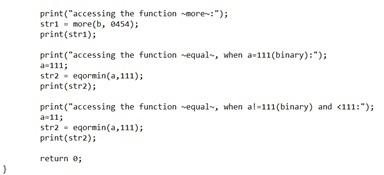 print("accessing the function ~more~:");
str1 = more(b, 0454);
print(str1);
print("accessing the function ~equal~, when a=111(binary):");
a=111;
str2 = eqormin(a,111);
print(str2);
print("accessing the function ~equal~, when a!=111(binary) and <111:");
a=11;
str2 = eqormin(a,111);
print(str2);
return 0;
}